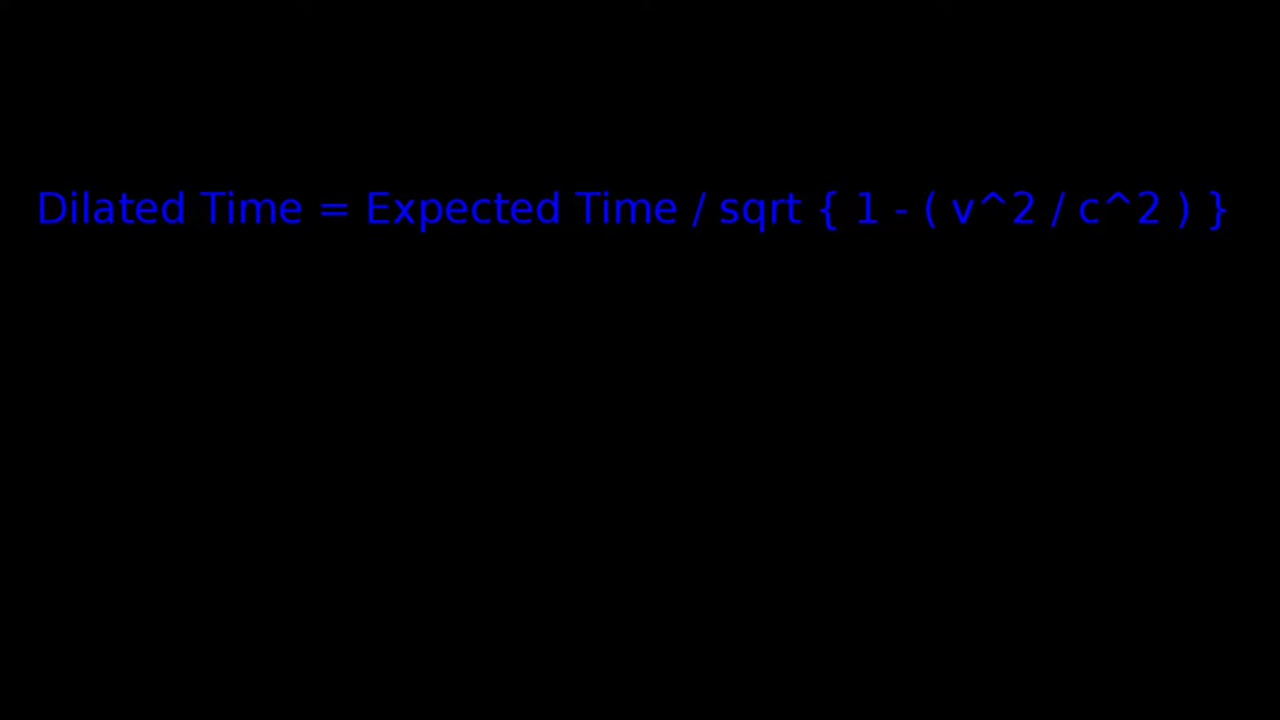 Dilated Time = Expected Time / sqrt { 1 - ( v^2 / c^2 ) }